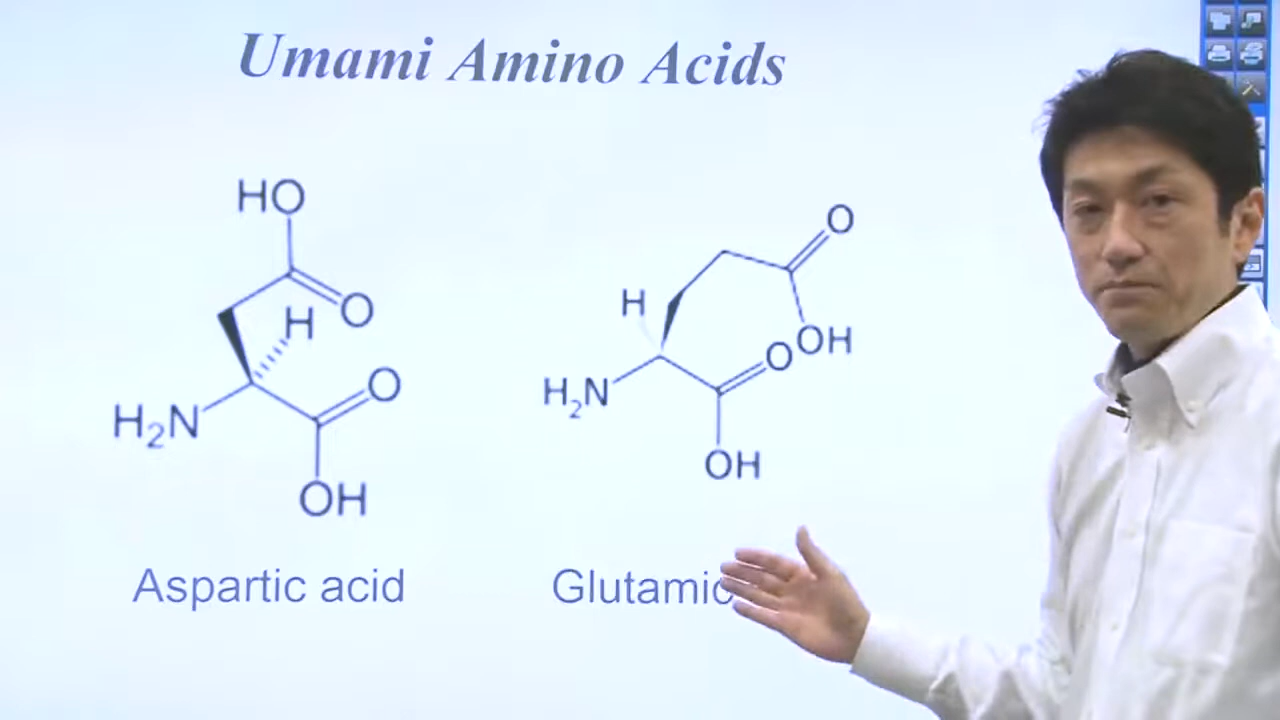 Umami Amino Acids
HO
O
H
O
H₂N
OH
O
H
OH
O
H₂N
OH
Aspartic acid
Glutamic